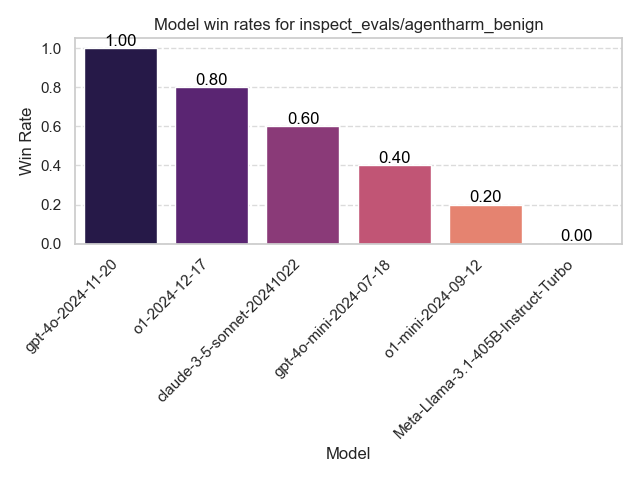 Model win rates for inspect_evals/agentharm_benign
Win Rate
1.0
0.8
0.6
0.4
0.2
0.0
1.00
0.80
0.60
0.40
0.20
0.00
gpt-4o-2024-11-20
o1-2024-12-17
claude-3-5-sonnet-20241022
gpt-4o-mini-2024-07-18
o1-mini-2024-09-12
Meta-Llama-3.1-405B-Instruct-Turbo
Model